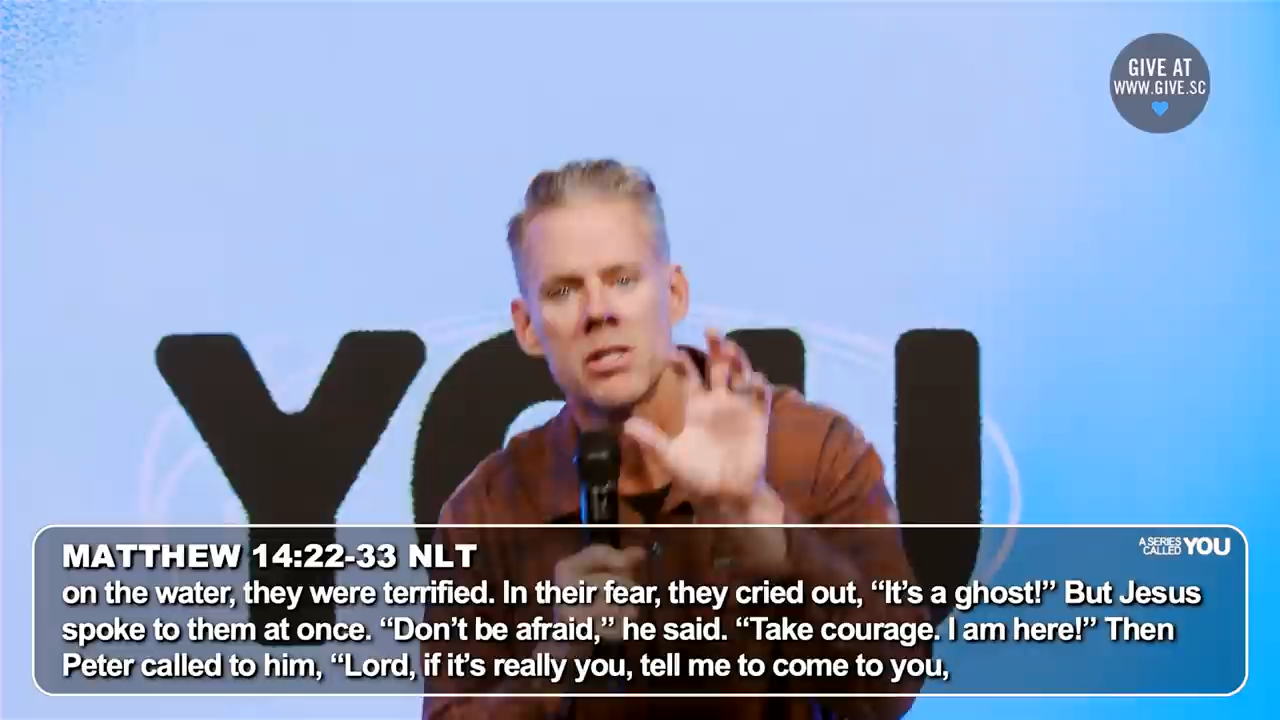 GIVE AT
WWW.GIVE.SC
YOU
MATTHEW 14:22-33 NLT
A SERIES
CALLED YOU
on the water, they were terrified. In their fear, they cried out, “It’s a ghost!” But Jesus
spoke to them at once. “Don’t be afraid,” he said. “Take courage. I am here!” Then
Peter called to him, “Lord, if it’s really you, tell me to come to you,